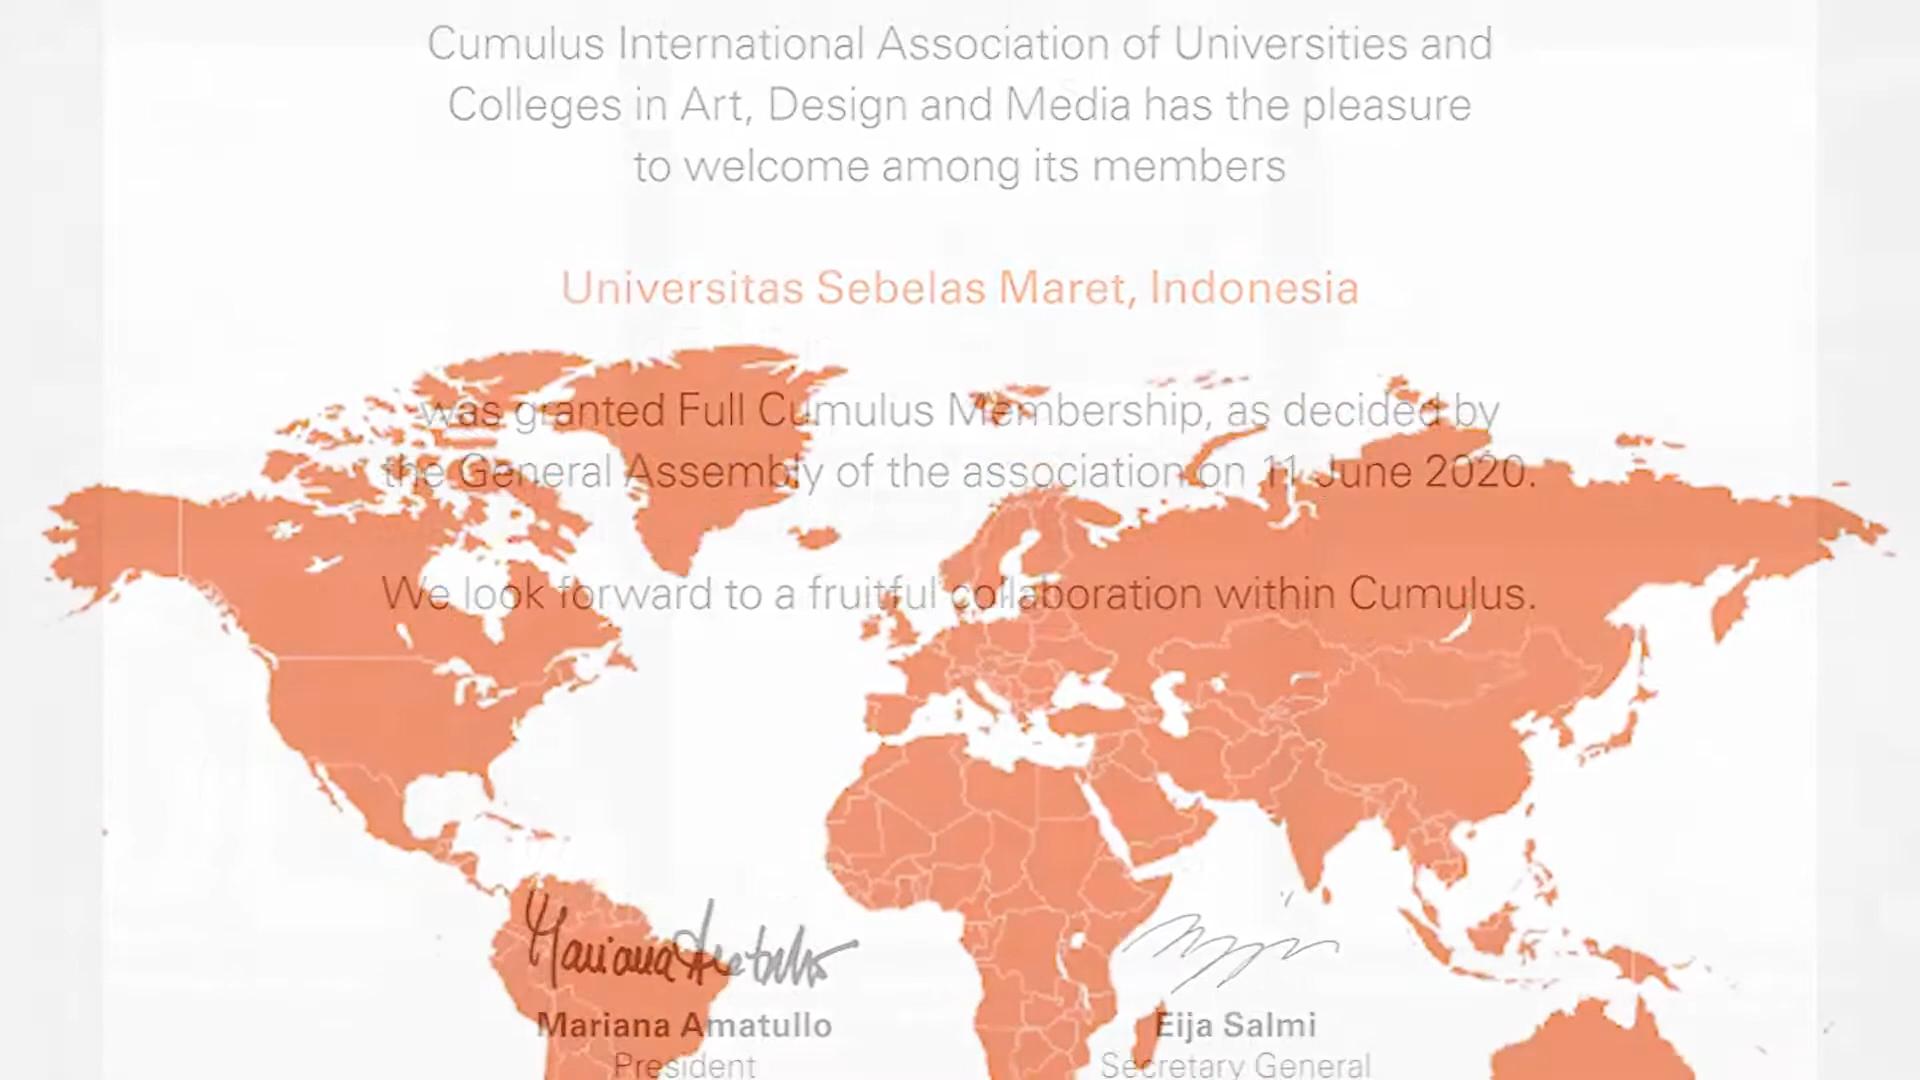 Cumulus International Association of Universities and
Colleges in Art, Design and Media has the pleasure
to welcome among its members
Universitas Sebelas Maret, Indonesia
was granted Full Cumulus Membership, as decided by
the General Assembly of the association on 11 June 2020.
We look forward to a fruitful collaboration within Cumulus.
Mariana Amatullo
Mariana Amatullo
Eija Salmi
President
Secretary General